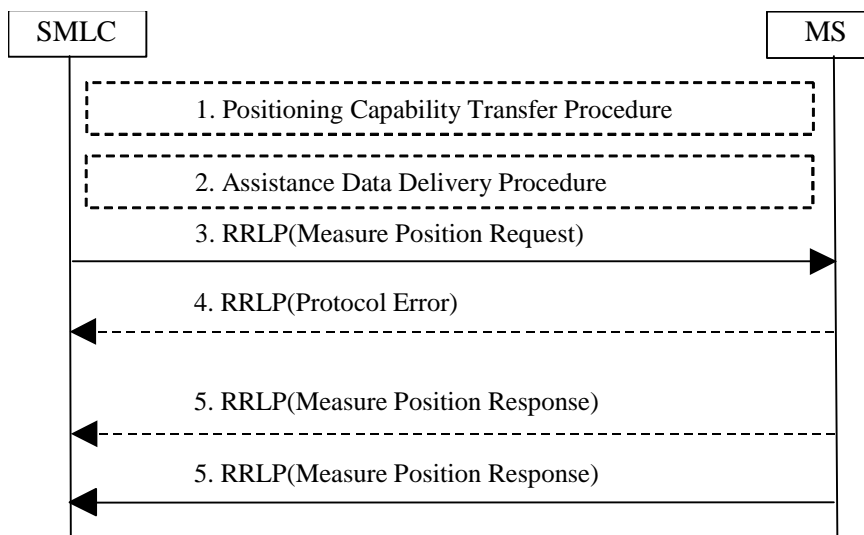 SMLC
MS
1. Positioning Capability Transfer Procedure
2. Assistance Data Delivery Procedure
3. RRLP(Measure Position Request)
4. RRLP(Protocol Error)
5. RRLP(Measure Position Response)
5. RRLP(Measure Position Response)